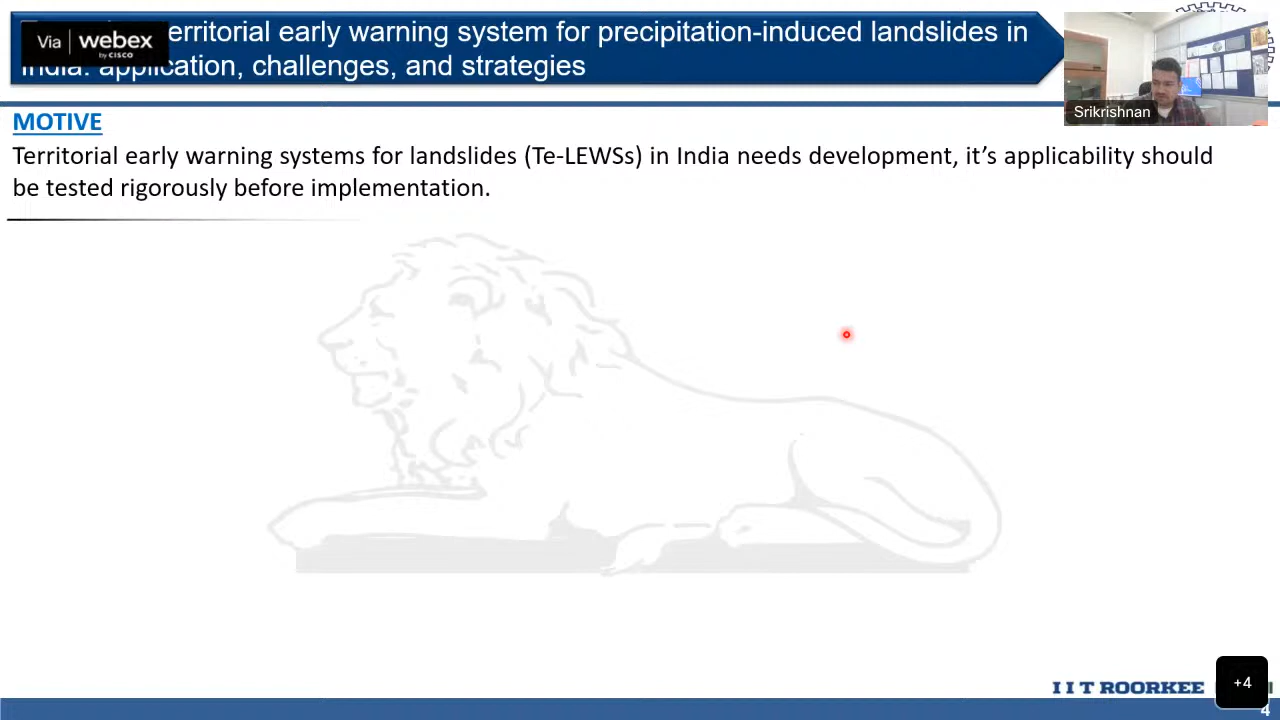 Via webex
by CISCO
erritorial early warning system for precipitation-induced landslides in
India: application, challenges, and strategies
Srikrishnan
MOTIVE
Territorial early warning systems for landslides (Te-LEWSs) in India needs development, it’s applicability should
be tested rigorously before implementation.
I I T ROORKEE
+4
4